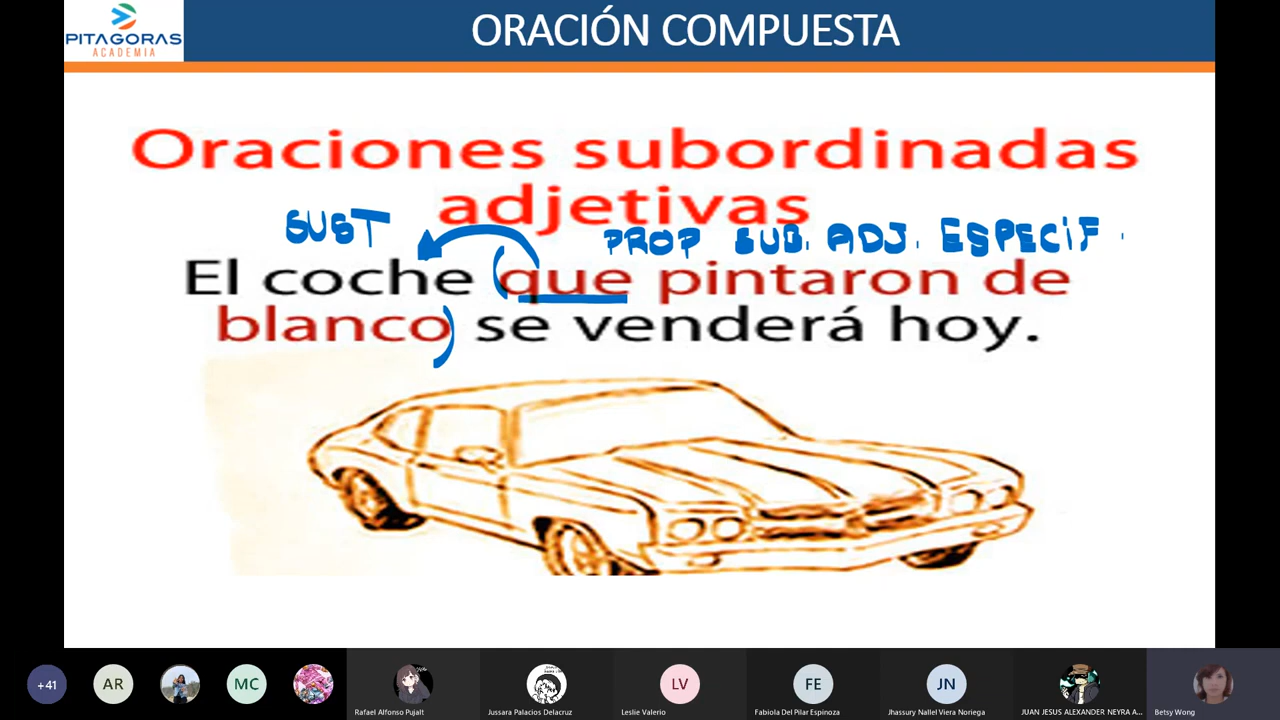 PITAGORAS
ACADEMIA
ORACIÓN COMPUESTA
Oraciones subordinadas
adjetivas
SUST
PROP SUB. ADJ. ESPECIF.
El coche que pintaron de
blanco se venderá hoy.
+41
AR
MC
LV
FE
JN
Rafael Alfonso Pujalt
Jussara Palacios Delacruz
Leslie Valerio
Fabiola Del Pilar Espinoza
Jhassury Nallel Viera Noriega
JUAN JESUS ALEXANDER NEYRA A...
Betsy Wong